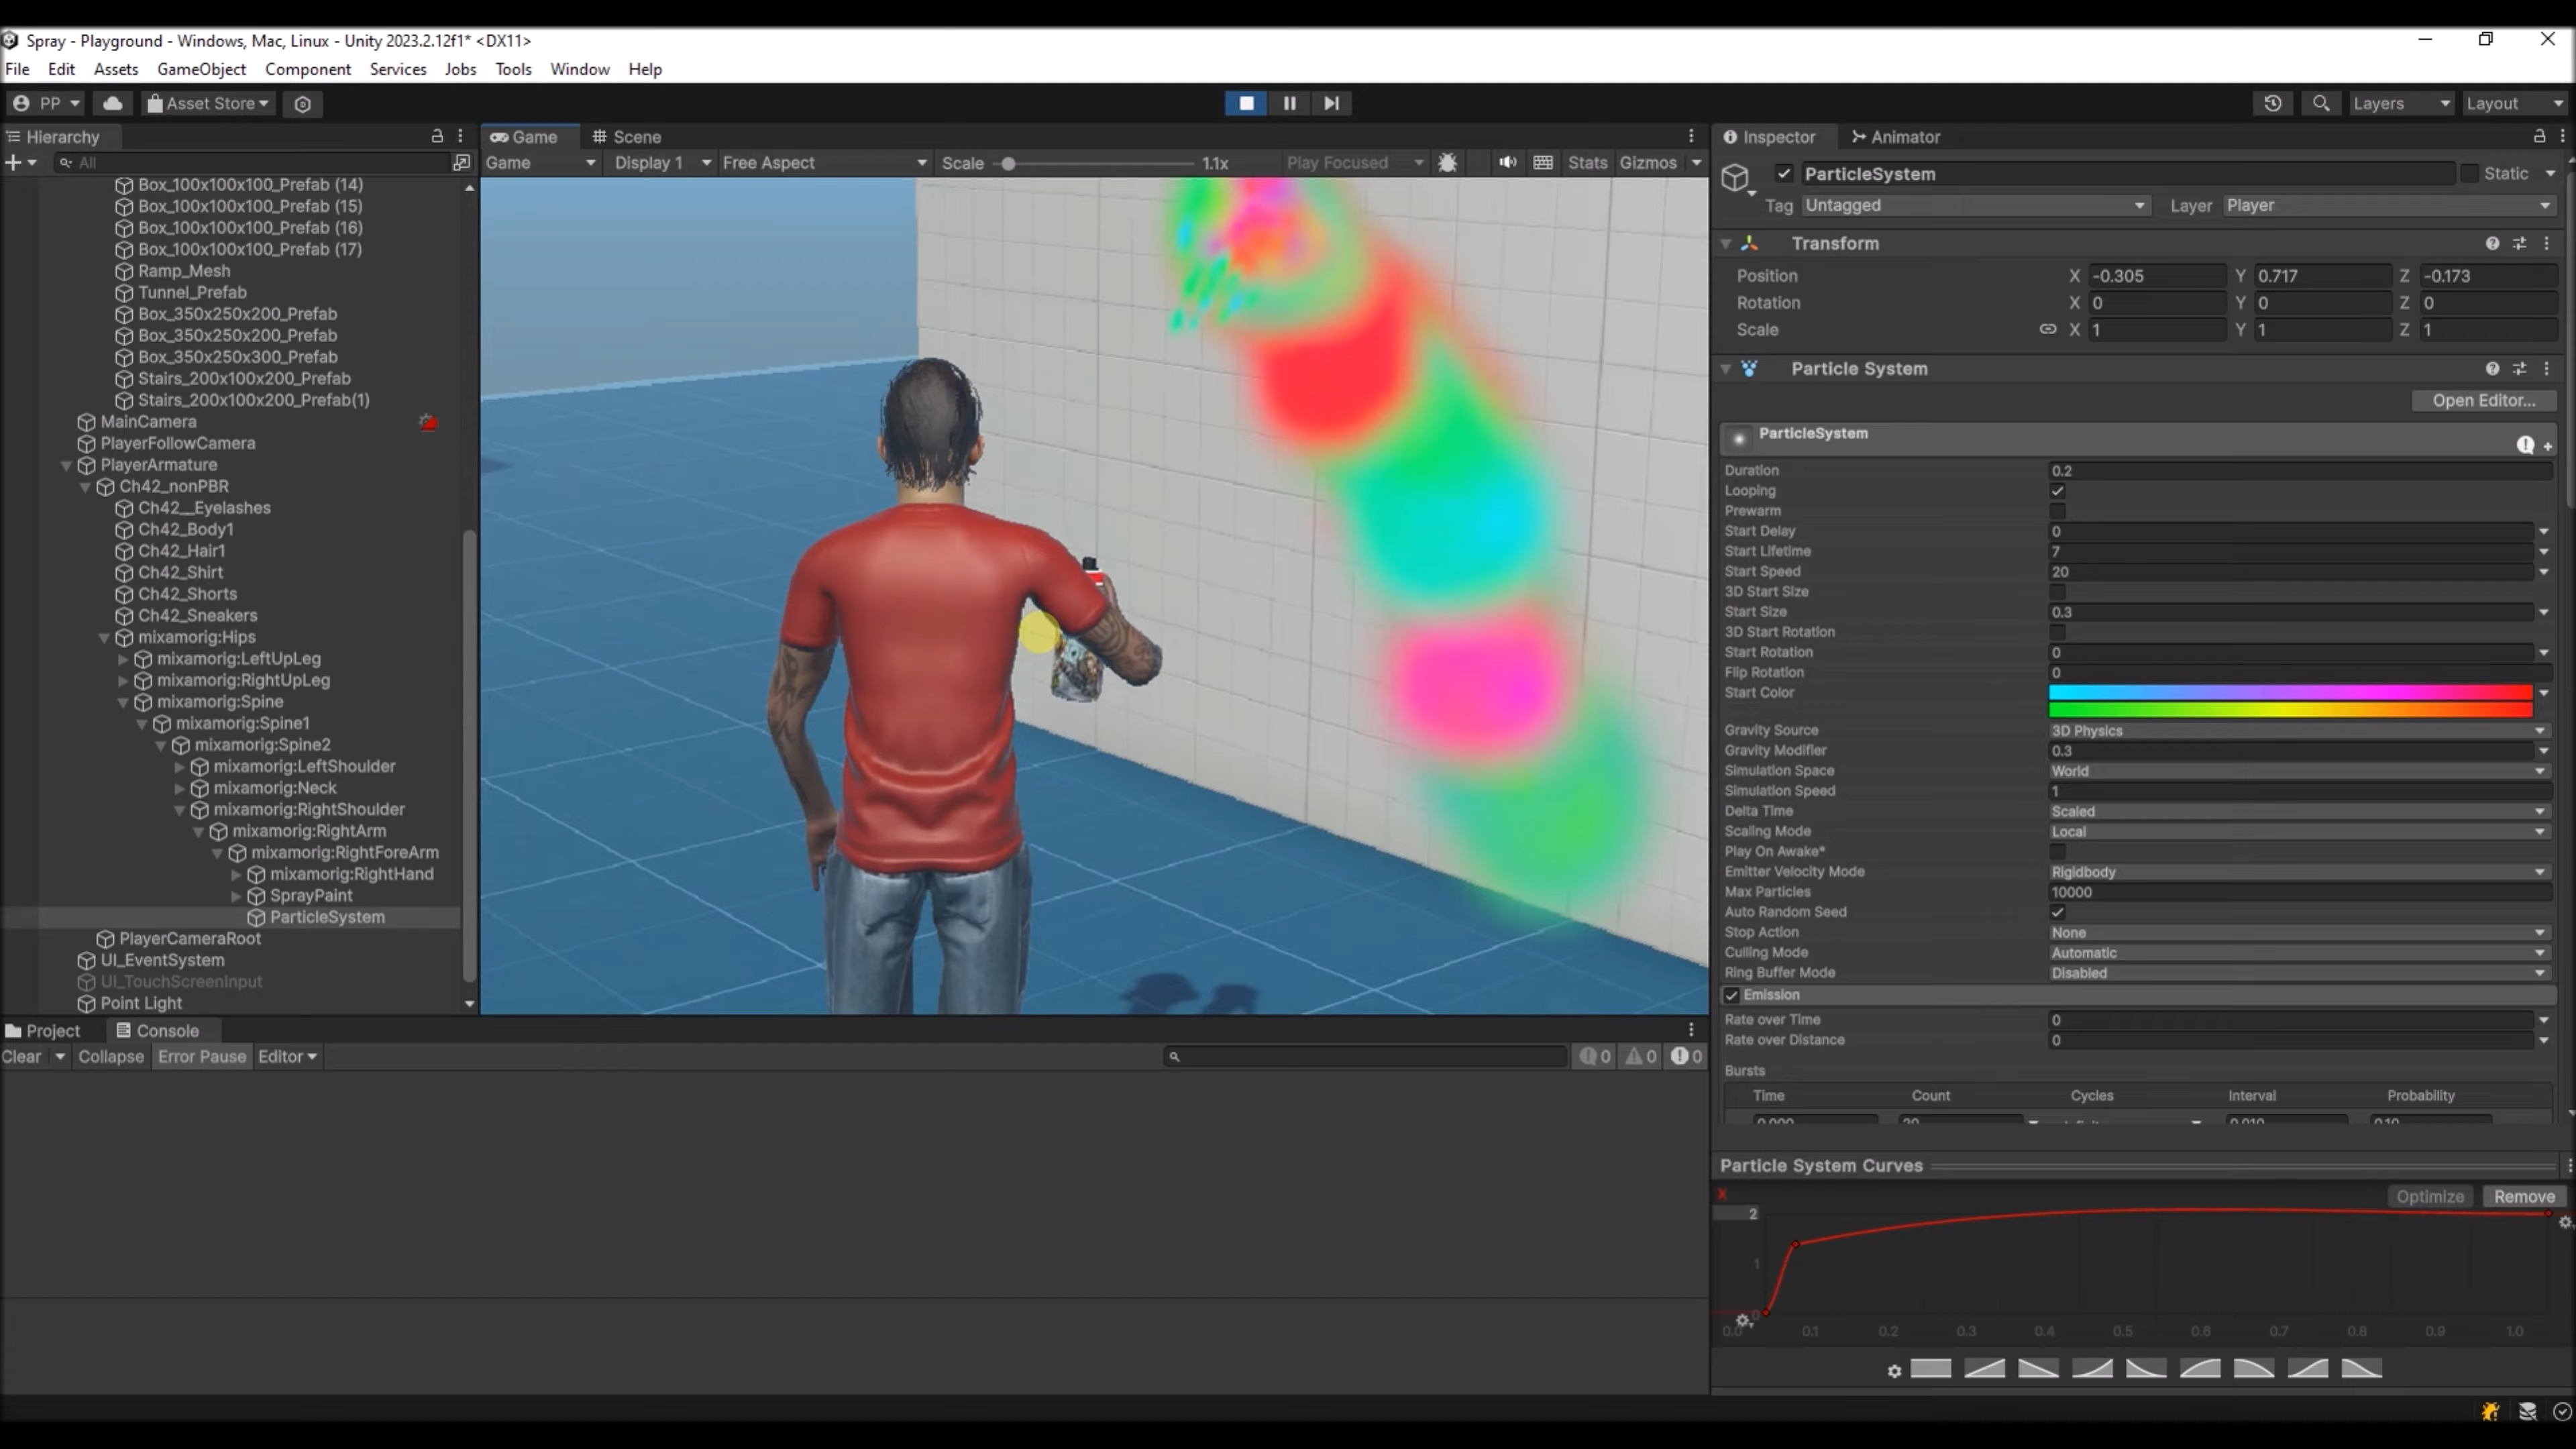 Spray - Playground - Windows, Mac, Linux - Unity 2023.2.12f1* <DX11>
File Edit Assets GameObject Component Services Jobs Tools Window Help
PP Asset Store Layers Layout
Hierarchy
All
Box_100x100x100_Prefab (14)
Box_100x100x100_Prefab (15)
Box_100x100x100_Prefab (16)
Box_100x100x100_Prefab (17)
Ramp_Mesh
Tunnel_Prefab
Box_350x250x200_Prefab
Box_350x250x200_Prefab
Box_350x250x300_Prefab
Stairs_200x100x200_Prefab
Stairs_200x100x200_Prefab(1)
MainCamera
PlayerFollowCamera
PlayerArmature
Ch42_nonPBR
Ch42__Eyelashes
Ch42_Body1
Ch42_Hair1
Ch42_Shirt
Ch42_Shorts
Ch42_Sneakers
mixamorig:Hips
mixamorig:LeftUpLeg
mixamorig:RightUpLeg
mixamorig:Spine
mixamorig:Spine1
mixamorig:Spine2
mixamorig:LeftShoulder
mixamorig:Neck
mixamorig:RightShoulder
mixamorig:RightArm
mixamorig:RightForeArm
mixamorig:RightHand
SprayPaint
ParticleSystem
PlayerCameraRoot
UI_EventSystem
UI_TouchScreenInput
Point Light
Game Scene
Game Display 1 Free Aspect Scale 1.1x Play Focused Stats Gizmos
Project Console
Clear Collapse Error Pause Editor 0 0 0
Inspector Animator
ParticleSystem Static
Tag Untagged Layer Player
Transform
Position X -0.305 Y 0.717 Z -0.173
Rotation X 0 Y 0 Z 0
Scale X 1 Y 1 Z 1
Particle System
Open Editor...
ParticleSystem
Duration 0.2
Looping
Prewarm
Start Delay 0
Start Lifetime 7
Start Speed 20
3D Start Size
Start Size 0.3
3D Start Rotation
Start Rotation 0
Flip Rotation 0
Start Color
Gravity Source 3D Physics
Gravity Modifier 0.3
Simulation Space World
Simulation Speed 1
Delta Time Scaled
Scaling Mode Local
Play On Awake*
Emitter Velocity Mode Rigidbody
Max Particles 10000
Auto Random Seed
Stop Action None
Culling Mode Automatic
Ring Buffer Mode Disabled
Emission
Rate over Time 0
Rate over Distance 0
Bursts
Time Count Cycles Interval Probability
Particle System Curves
Optimize Remove
2
1
0
0.0 0.1 0.2 0.3 0.4 0.5 0.6 0.7 0.8 0.9 1.0